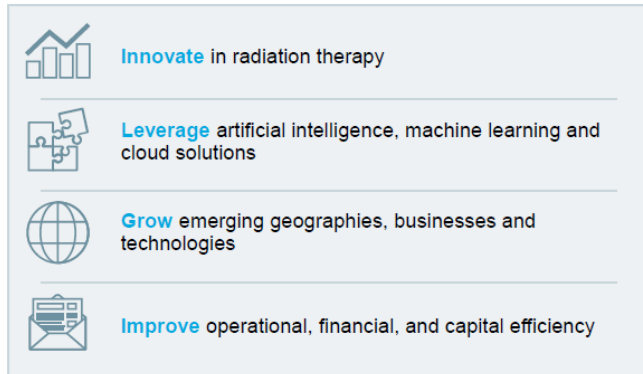 Innovate in radiation therapy
Leverage artificial intelligence, machine learning and
cloud solutions
Grow emerging geographies, businesses and
technologies
Improve operational, financial, and capital efficiency